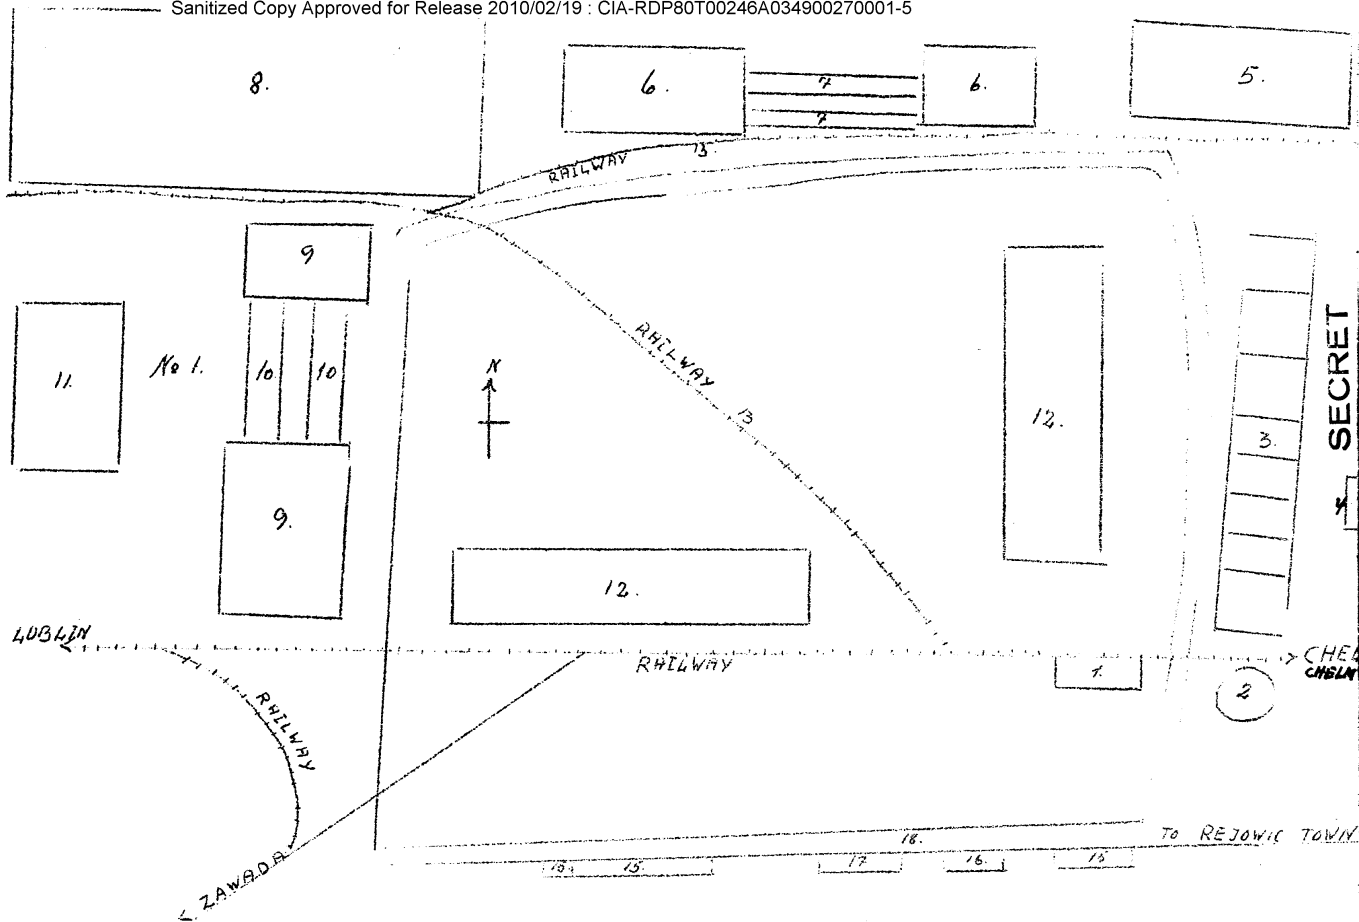 Sanitized Copy Approved for Release 2010/02/19 : CIA-RDP80T00246A034900270001-5
8.
6.
7
7
6.
5.
RAILWAY
13.
9
11.
No 1.
10
10
N
RAILWAY
13
12.
3.
SECRET
4
9.
12.
LUBLIN
RAILWAY
1.
CHEL
CHELM
2
RAILWAY
18.
TO REJOWIC TOWN
15.
17
16.
15
ZAWADA